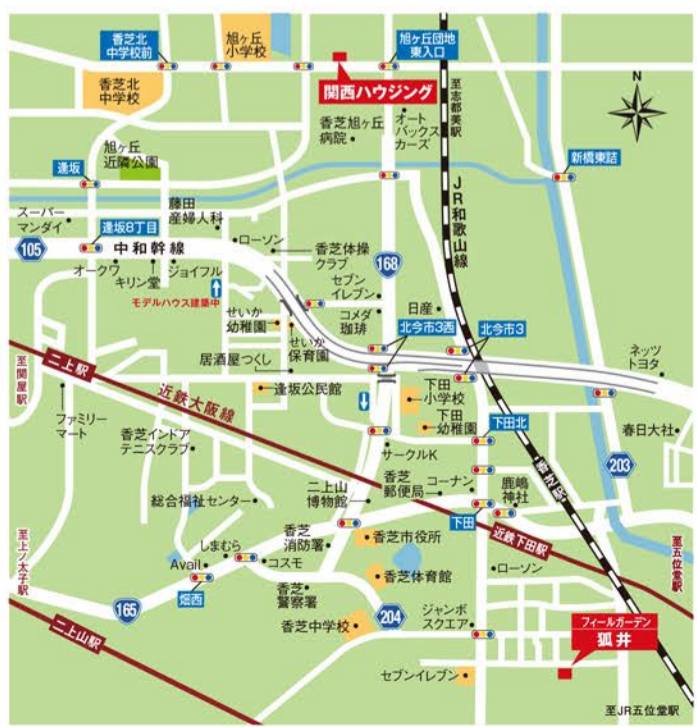 香芝北
中学校前
旭ヶ丘
小学校
旭ヶ丘団地
東入口
香芝北
中学校
関西ハウジング
至志都美駅
N
香芝旭ヶ丘
病院
オート
バックス
カーズ
旭ヶ丘
近隣公園
逢坂
新橋東詰
JR和歌山線
藤田
産婦人科
スーパー
マンダイ
逢坂8丁目
ローソン
105
中和幹線
香芝体操
クラブ
168
オークワ
キリン堂
ジョイフル
セブン
イレブン
モデルハウス建築中
日産
せいか
幼稚園
コメダ
珈琲
北今市3西
北今市3
せいか
保育園
ネッツ
トヨタ
至関屋駅
二上駅
居酒屋つくし
近鉄大阪線
逢坂公民館
下田
小学校
ファミリー
マート
下田
幼稚園
下田北
春日大社
香芝インドア
テニスクラブ
サークルK
203
香芝駅
香芝
郵便局
コーナン
鹿嶋
神社
総合福祉センター
二上山
博物館
下田
至上ノ太子駅
香芝
消防署
香芝市役所
近鉄下田駅
至五位堂駅
しまむら
Avail
コスモ
ローソン
香芝体育館
畑西
香芝
警察署
165
204
ジャンボ
スクエア
フィールガーデン
狐井
香芝中学校
二上山駅
セブンイレブン
至JR五位堂駅